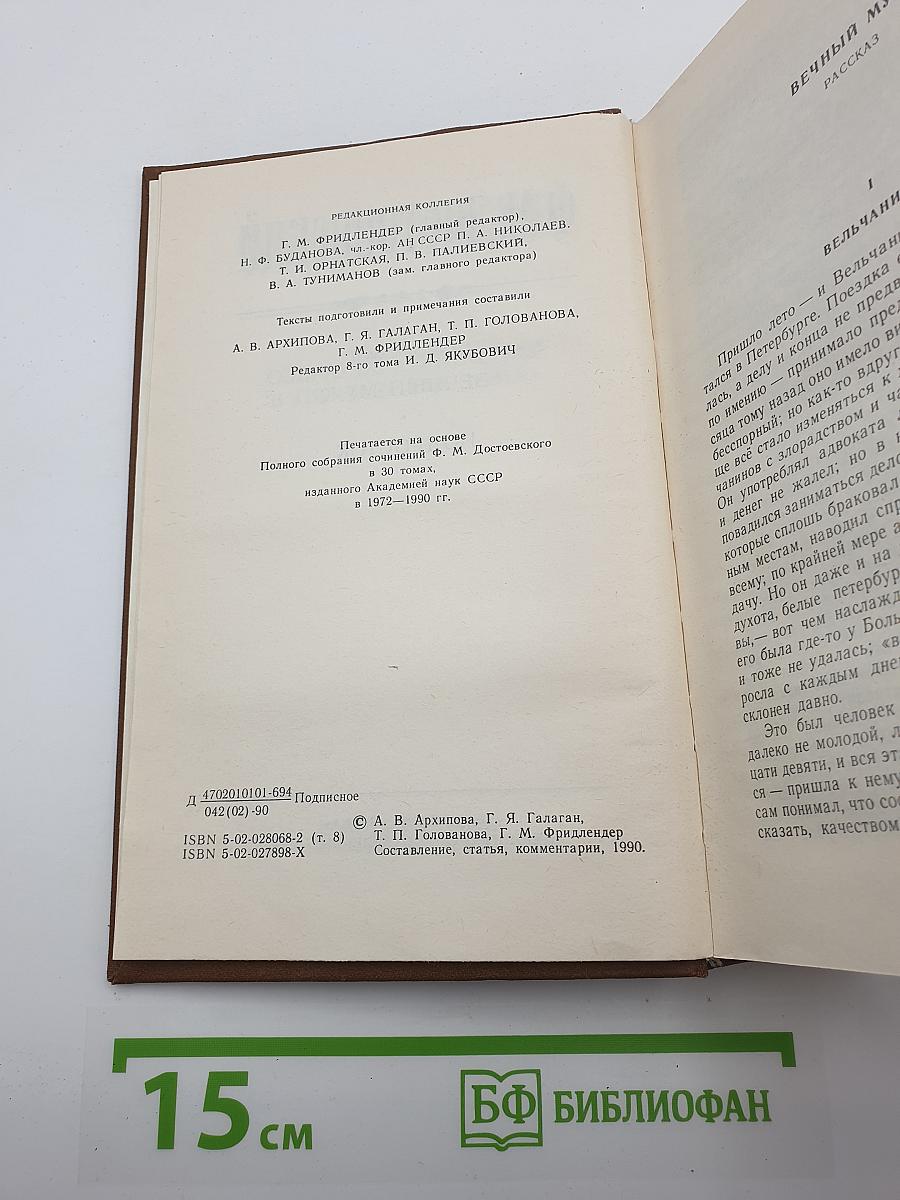 РЕДАКЦИОННАЯ КОЛЛЕГИЯ
Г. М. ФРИДЛЕНДЕР (главный редактор),
Н. Ф. БУДАНОВА, чл.-кор. АН СССР П. А. НИКОЛАЕВ.
Т. И. ОРНАТСКАЯ, П. В. ПАЛИЕВСКИЙ,
В. А. ТУНИМАНОВ (зам. главного редактора)
Тексты подготовили и примечания составили
А. В. АРХИПОВА, Г. Я. ГАЛАГАН, Т. П. ГОЛОВАНОВА,
Г. М. ФРИДЛЕНДЕР
Редактор 8-го тома И. Д. ЯКУБОВИЧ
Печатается на основе
Полного собрания сочинений Ф. М. Достоевского
в 30 томах,
изданного Академией наук СССР
в 1972—1990 гг.
Д 4702010101-694 Подписное
042(02)-90
ISBN 5-02-028068-2 (т. 8)
ISBN 5-02-027898-X
© А. В. Архипова, Г. Я. Галаган,
Т. П. Голованова, Г. М. Фридлендер
Составление, статья, комментарии, 1990.
ВЕЧНЫЙ МУ
РАССКАЗ
I
ВЕЛЬЧАНИ
Пришло лето — и Вельчани
тался в Петербурге. Поездка е
лась, а делу и конца не предв
по имению — принимало пред
сяца тому назад оно имело ви
бесспорный; но как-то вдруг
ще всё стало изменяться к х
чанинов с злорадством и ча
Он употреблял адвоката л
и денег не жалел; но в н
повадился заниматься дело
которые сплошь браковал
ным местам, наводил спр
всему; по крайней мере а
дачу. Но он даже и на
духота, белые петербур
вы,— вот чем наслажд
его была где-то у Боль
и тоже не удалась; «в
росла с каждым дне
склонен давно.
Это был человек
далеко не молодой, л
цати девяти, и вся эт
ся — пришла к нему
сам понимал, что сос
сказать, качеством
15 см
БФ БИБЛИОФАН